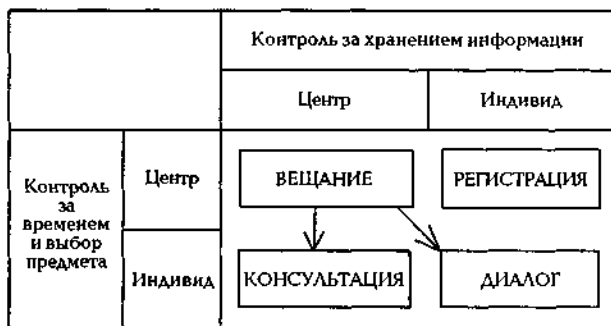 Контроль за хранением информации
Центр
Индивид
Контроль
за
временем
и выбор
предмета
Центр
ВЕЩАНИЕ
РЕГИСТРАЦИЯ
Индивид
КОНСУЛЬТАЦИЯ
ДИАЛОГ